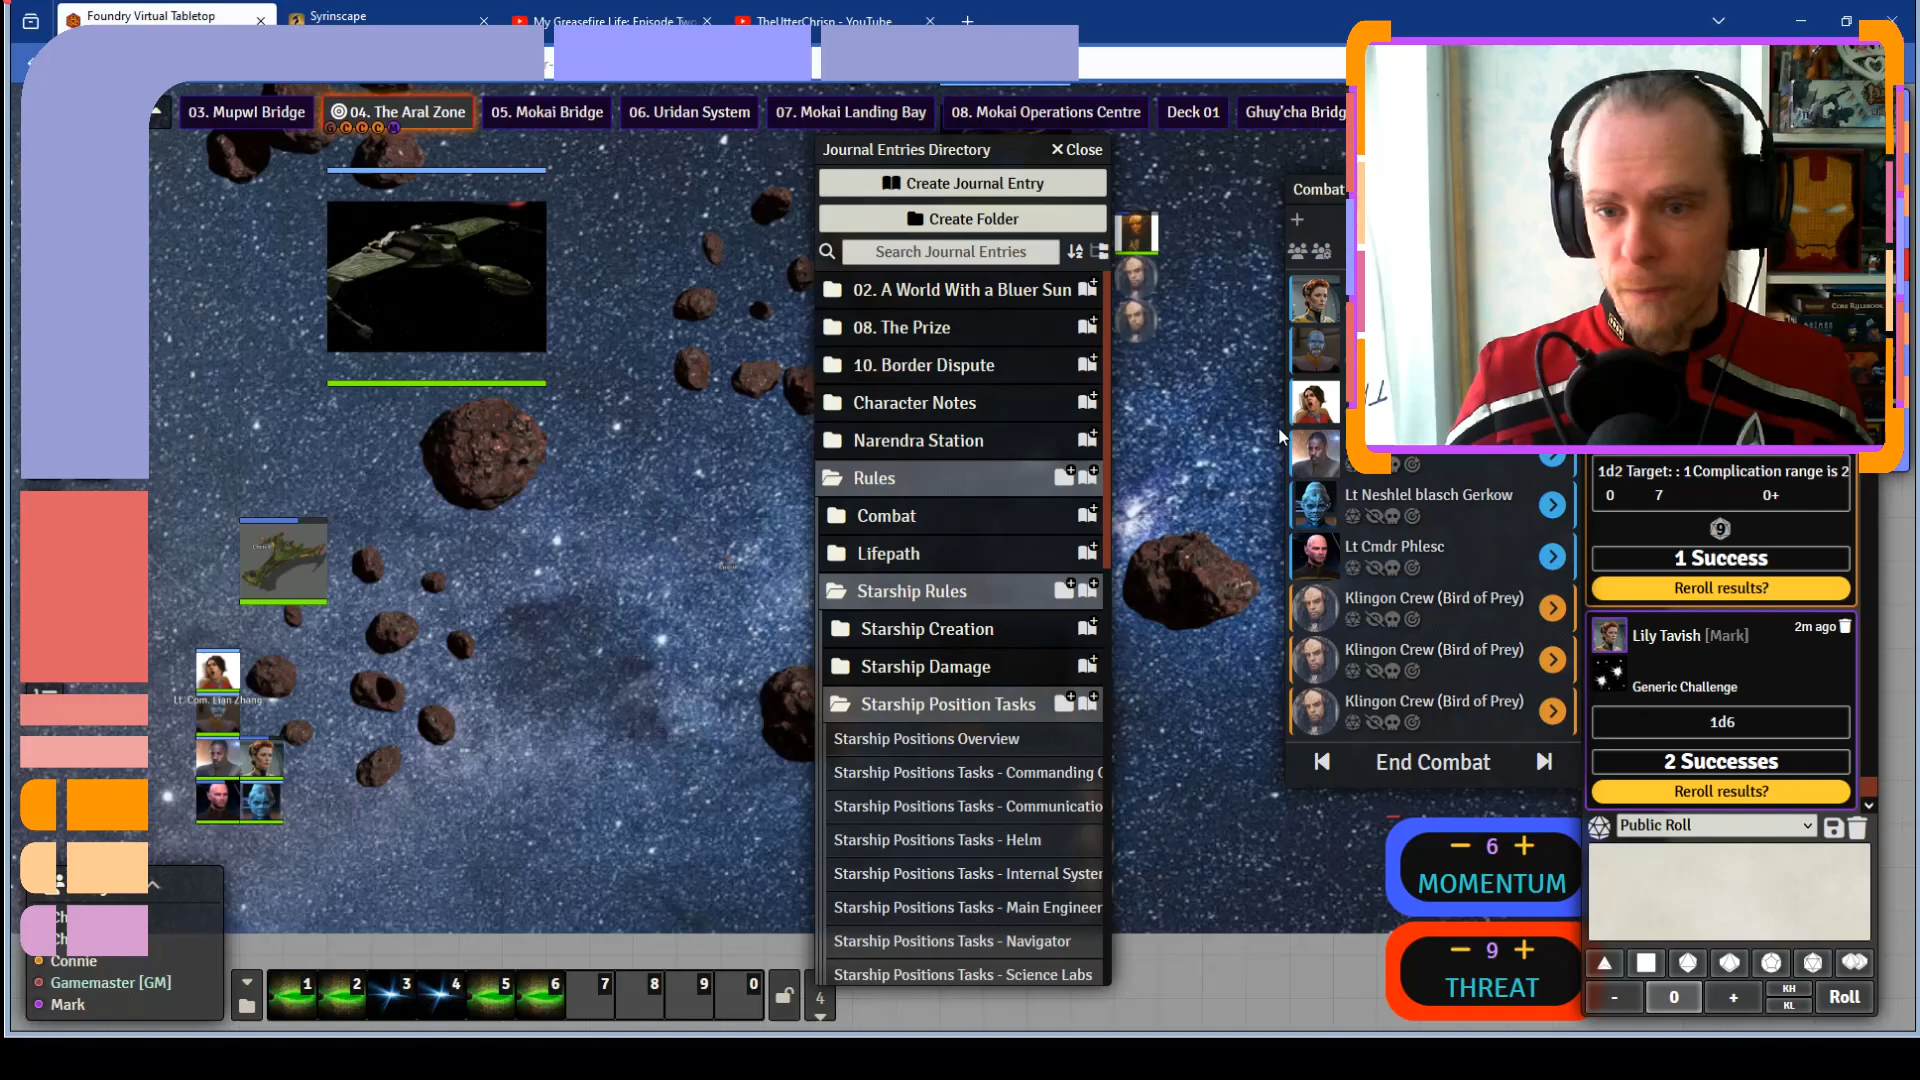 Foundry Virtual Tabletop
Syrinscape
My Greasefire Life: Episode Two
TheUtterChrisp - YouTube
03. Mupwl Bridge
04. The Aral Zone
05. Mokai Bridge
06. Uridan System
07. Mokai Landing Bay
08. Mokai Operations Centre
Deck 01
Ghuy'cha Bridg
G C C C M
Journal Entries Directory
Close
Create Journal Entry
Create Folder
Search Journal Entries
02. A World With a Bluer Sun
08. The Prize
10. Border Dispute
Character Notes
Narendra Station
Rules
Combat
Lifepath
Starship Rules
Starship Creation
Starship Damage
Starship Position Tasks
Starship Positions Overview
Starship Positions Tasks - Commanding O
Starship Positions Tasks - Communicatio
Starship Positions Tasks - Helm
Starship Positions Tasks - Internal System
Starship Positions Tasks - Main Engineer
Starship Positions Tasks - Navigator
Starship Positions Tasks - Science Labs
Combat
Lt Neshlel blasch Gerkow
Lt Cmdr Phlesc
Klingon Crew (Bird of Prey)
Klingon Crew (Bird of Prey)
Klingon Crew (Bird of Prey)
End Combat
1d2 Target: : 1Complication range is 2
0 7 0+
9
1 Success
Reroll results?
Lily Tavish [Mark]
2m ago
Generic Challenge
1d6
2 Successes
Reroll results?
Public Roll
- 6 +
MOMENTUM
- 9 +
THREAT
- 0 +
KH
KL
Roll
Lt. Com. Lian Zhang
Ch
Ch
Connie
Gamemaster [GM]
Mark
1 2 3 4 5 6 7 8 9 0
4